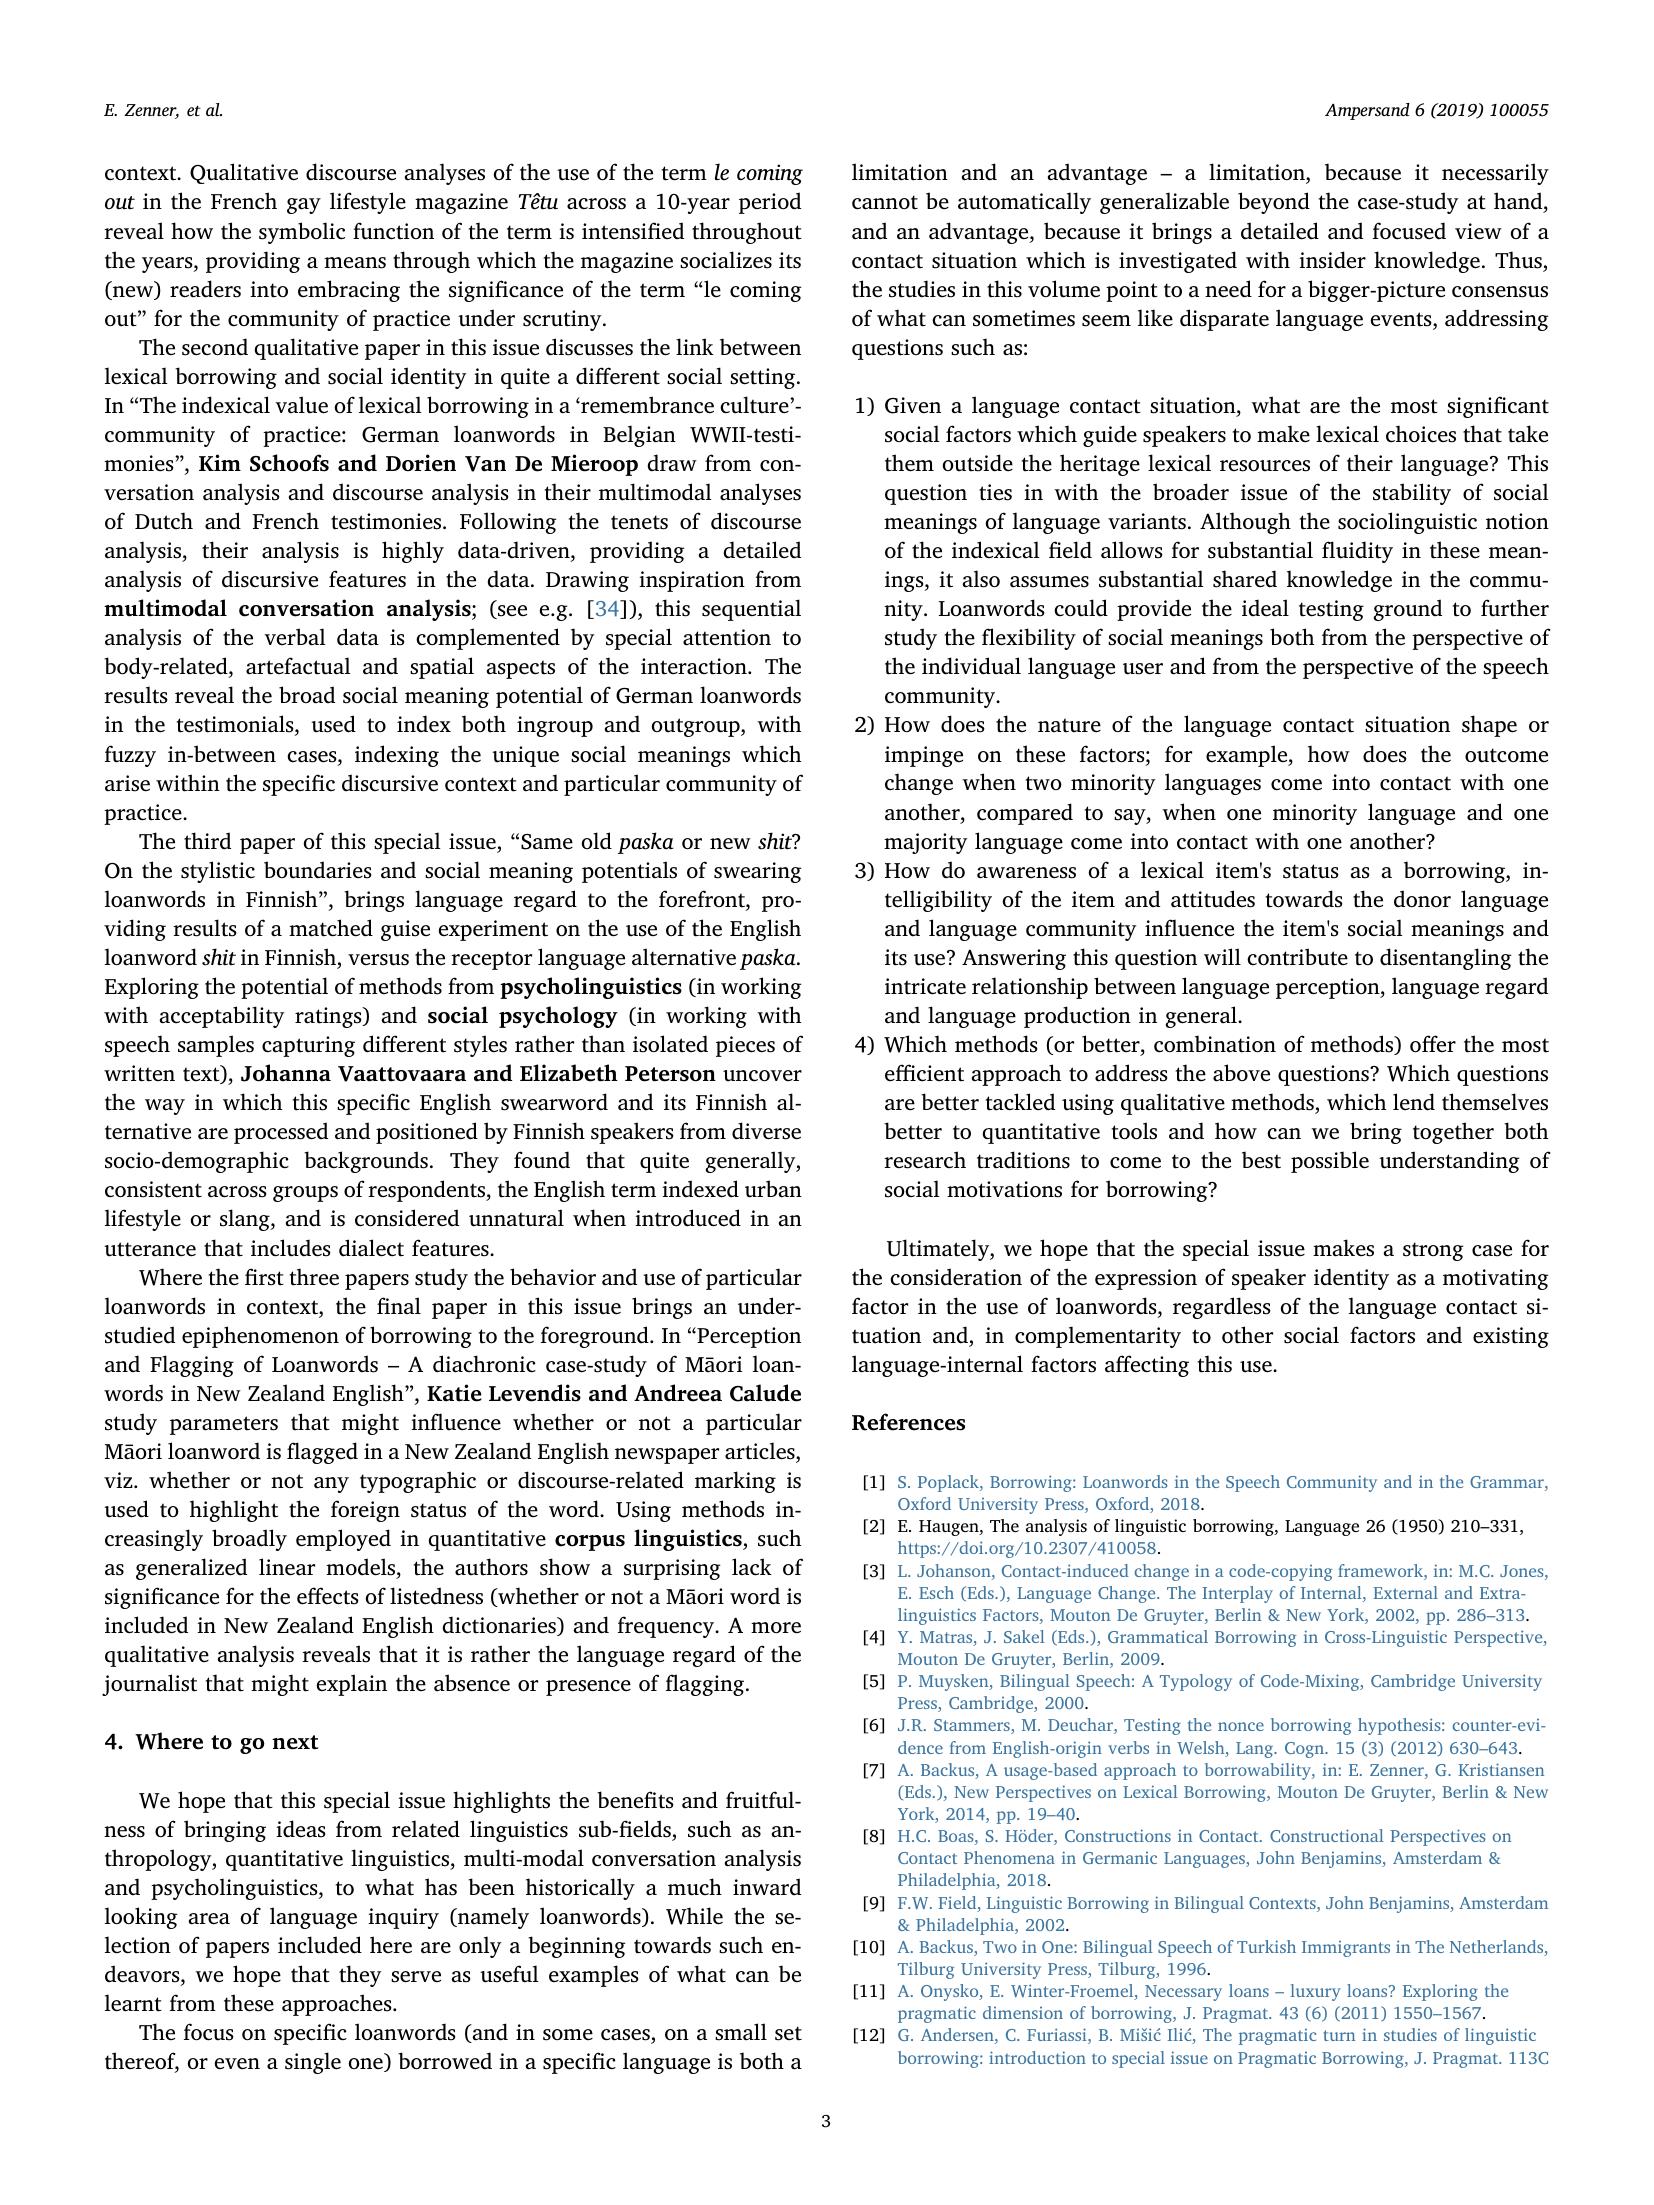 E. Zenner, et al.
Ampersand 6 (2019) 100055
context. Qualitative discourse analyses of the use of the term le coming
out in the French gay lifestyle magazine Têtu across a 10-year period
reveal how the symbolic function of the term is intensified throughout
the years, providing a means through which the magazine socializes its
(new) readers into embracing the significance of the term “le coming
out” for the community of practice under scrutiny.
The second qualitative paper in this issue discusses the link between
lexical borrowing and social identity in quite a different social setting.
In “The indexical value of lexical borrowing in a ‘remembrance culture’-
community of practice: German loanwords in Belgian WWII-testi-
monies”, Kim Schoofs and Dorien Van De Mieroop draw from con-
versation analysis and discourse analysis in their multimodal analyses
of Dutch and French testimonies. Following the tenets of discourse
analysis, their analysis is highly data-driven, providing a detailed
analysis of discursive features in the data. Drawing inspiration from
multimodal conversation analysis; (see e.g. [34]), this sequential
analysis of the verbal data is complemented by special attention to
body-related, artefactual and spatial aspects of the interaction. The
results reveal the broad social meaning potential of German loanwords
in the testimonials, used to index both ingroup and outgroup, with
fuzzy in-between cases, indexing the unique social meanings which
arise within the specific discursive context and particular community of
practice.
The third paper of this special issue, “Same old paska or new shit?
On the stylistic boundaries and social meaning potentials of swearing
loanwords in Finnish”, brings language regard to the forefront, pro-
viding results of a matched guise experiment on the use of the English
loanword shit in Finnish, versus the receptor language alternative paska.
Exploring the potential of methods from psycholinguistics (in working
with acceptability ratings) and social psychology (in working with
speech samples capturing different styles rather than isolated pieces of
written text), Johanna Vaattovaara and Elizabeth Peterson uncover
the way in which this specific English swearword and its Finnish al-
ternative are processed and positioned by Finnish speakers from diverse
socio-demographic backgrounds. They found that quite generally,
consistent across groups of respondents, the English term indexed urban
lifestyle or slang, and is considered unnatural when introduced in an
utterance that includes dialect features.
Where the first three papers study the behavior and use of particular
loanwords in context, the final paper in this issue brings an under-
studied epiphenomenon of borrowing to the foreground. In “Perception
and Flagging of Loanwords – A diachronic case-study of Māori loan-
words in New Zealand English”, Katie Levendis and Andreea Calude
study parameters that might influence whether or not a particular
Māori loanword is flagged in a New Zealand English newspaper articles,
viz. whether or not any typographic or discourse-related marking is
used to highlight the foreign status of the word. Using methods in-
creasingly broadly employed in quantitative corpus linguistics, such
as generalized linear models, the authors show a surprising lack of
significance for the effects of listedness (whether or not a Māori word is
included in New Zealand English dictionaries) and frequency. A more
qualitative analysis reveals that it is rather the language regard of the
journalist that might explain the absence or presence of flagging.
4. Where to go next
We hope that this special issue highlights the benefits and fruitful-
ness of bringing ideas from related linguistics sub-fields, such as an-
thropology, quantitative linguistics, multi-modal conversation analysis
and psycholinguistics, to what has been historically a much inward
looking area of language inquiry (namely loanwords). While the se-
lection of papers included here are only a beginning towards such en-
deavors, we hope that they serve as useful examples of what can be
learnt from these approaches.
The focus on specific loanwords (and in some cases, on a small set
thereof, or even a single one) borrowed in a specific language is both a
limitation and an advantage – a limitation, because it necessarily
cannot be automatically generalizable beyond the case-study at hand,
and an advantage, because it brings a detailed and focused view of a
contact situation which is investigated with insider knowledge. Thus,
the studies in this volume point to a need for a bigger-picture consensus
of what can sometimes seem like disparate language events, addressing
questions such as:
1) Given a language contact situation, what are the most significant
social factors which guide speakers to make lexical choices that take
them outside the heritage lexical resources of their language? This
question ties in with the broader issue of the stability of social
meanings of language variants. Although the sociolinguistic notion
of the indexical field allows for substantial fluidity in these mean-
ings, it also assumes substantial shared knowledge in the commu-
nity. Loanwords could provide the ideal testing ground to further
study the flexibility of social meanings both from the perspective of
the individual language user and from the perspective of the speech
community.
2) How does the nature of the language contact situation shape or
impinge on these factors; for example, how does the outcome
change when two minority languages come into contact with one
another, compared to say, when one minority language and one
majority language come into contact with one another?
3) How do awareness of a lexical item's status as a borrowing, in-
telligibility of the item and attitudes towards the donor language
and language community influence the item's social meanings and
its use? Answering this question will contribute to disentangling the
intricate relationship between language perception, language regard
and language production in general.
4) Which methods (or better, combination of methods) offer the most
efficient approach to address the above questions? Which questions
are better tackled using qualitative methods, which lend themselves
better to quantitative tools and how can we bring together both
research traditions to come to the best possible understanding of
social motivations for borrowing?
Ultimately, we hope that the special issue makes a strong case for
the consideration of the expression of speaker identity as a motivating
factor in the use of loanwords, regardless of the language contact si-
tuation and, in complementarity to other social factors and existing
language-internal factors affecting this use.
References
[1] S. Poplack, Borrowing: Loanwords in the Speech Community and in the Grammar,
Oxford University Press, Oxford, 2018.
[2] E. Haugen, The analysis of linguistic borrowing, Language 26 (1950) 210–331,
https://doi.org/10.2307/410058.
[3] L. Johanson, Contact-induced change in a code-copying framework, in: M.C. Jones,
E. Esch (Eds.), Language Change. The Interplay of Internal, External and Extra-
linguistics Factors, Mouton De Gruyter, Berlin & New York, 2002, pp. 286–313.
[4] Y. Matras, J. Sakel (Eds.), Grammatical Borrowing in Cross-Linguistic Perspective,
Mouton De Gruyter, Berlin, 2009.
[5] P. Muysken, Bilingual Speech: A Typology of Code-Mixing, Cambridge University
Press, Cambridge, 2000.
[6] J.R. Stammers, M. Deuchar, Testing the nonce borrowing hypothesis: counter-evi-
dence from English-origin verbs in Welsh, Lang. Cogn. 15 (3) (2012) 630–643.
[7] A. Backus, A usage-based approach to borrowability, in: E. Zenner, G. Kristiansen
(Eds.), New Perspectives on Lexical Borrowing, Mouton De Gruyter, Berlin & New
York, 2014, pp. 19–40.
[8] H.C. Boas, S. Höder, Constructions in Contact. Constructional Perspectives on
Contact Phenomena in Germanic Languages, John Benjamins, Amsterdam &
Philadelphia, 2018.
[9] F.W. Field, Linguistic Borrowing in Bilingual Contexts, John Benjamins, Amsterdam
& Philadelphia, 2002.
[10] A. Backus, Two in One: Bilingual Speech of Turkish Immigrants in The Netherlands,
Tilburg University Press, Tilburg, 1996.
[11] A. Onysko, E. Winter-Froemel, Necessary loans – luxury loans? Exploring the
pragmatic dimension of borrowing, J. Pragmat. 43 (6) (2011) 1550–1567.
[12] G. Andersen, C. Furiassi, B. Mišić Ilić, The pragmatic turn in studies of linguistic
borrowing: introduction to special issue on Pragmatic Borrowing, J. Pragmat. 113C
3